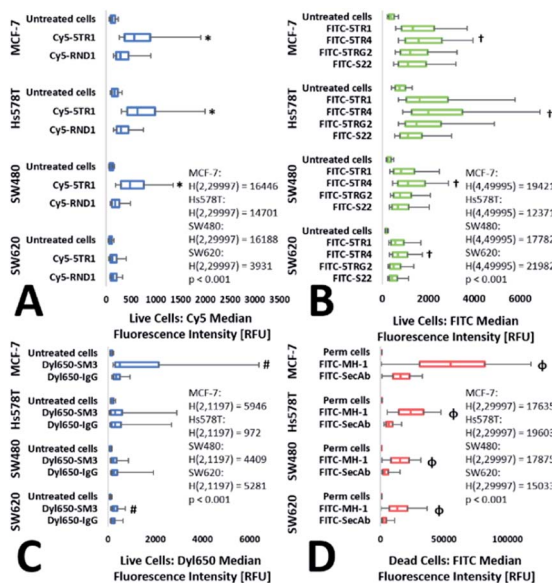 MCF-7
Untreated cells
Cy5-5TR1
*
Cy5-RND1
Hs578T
Untreated cells
Cy5-5TR1
*
Cy5-RND1
SW480
Untreated cells
Cy5-5TR1
*
Cy5-RND1
SW620
Untreated cells
Cy5-5TR1
Cy5-RND1
MCF-7:
H(2,29997) = 16446
Hs578T:
H(2,29997) = 14701
SW480:
H(2,29997) = 16188
SW620:
H(2,29997) = 3931
p < 0.001
A
0 500 1000 1500 2000 2500 3000 3500
Live Cells: Cy5 Median
Fluorescence Intensity [RFU]
MCF-7
Untreated cells
FITC-5TR1
FITC-5TR4
†
FITC-5TRG2
FITC-S22
Hs578T
Untreated cells
FITC-5TR1
FITC-5TR4
†
FITC-5TRG2
FITC-S22
SW480
Untreated cells
FITC-5TR1
FITC-5TR4
†
FITC-5TRG2
FITC-S22
SW620
Untreated cells
FITC-5TR1
FITC-5TR4
†
FITC-5TRG2
FITC-S22
MCF-7:
H(4,49995) = 19421
Hs578T:
H(4,49995) = 12371
SW480:
H(4,49995) = 17782
SW620:
H(4,49995) = 21982
p < 0.001
B
0 2000 4000 6000
Live Cells: FITC Median
Fluorescence Intensity [RFU]
MCF-7
Untreated cells
Dyl650-SM3
#
Dyl650-IgG
Hs578T
Untreated cells
Dyl650-SM3
Dyl650-IgG
SW480
Untreated cells
Dyl650-SM3
Dyl650-IgG
SW620
Untreated cells
Dyl650-SM3
#
Dyl650-IgG
MCF-7:
H(2,1197) = 5946
Hs578T:
H(2,1197) = 972
SW480:
H(2,1197) = 4409
SW620:
H(2,1197) = 5281
p < 0.001
C
0 2000 4000 6000
Live Cells: Dyl650 Median
Fluorescence Intensity [RFU]
MCF-7
Perm cells
FITC-MH-1
ϕ
FITC-SecAb
Hs578T
Perm cells
FITC-MH-1
ϕ
FITC-SecAb
SW480
Perm cells
FITC-MH-1
ϕ
FITC-SecAb
SW620
Perm cells
FITC-MH-1
ϕ
FITC-SecAb
MCF-7:
H(2,29997) = 17635
Hs578T:
H(2,29997) = 19603
SW480:
H(2,29997) = 17875
SW620:
H(2,29997) = 15033
p < 0.001
D
0 50000 100000
Dead Cells: FITC Median
Fluorescence Intensity [RFU]